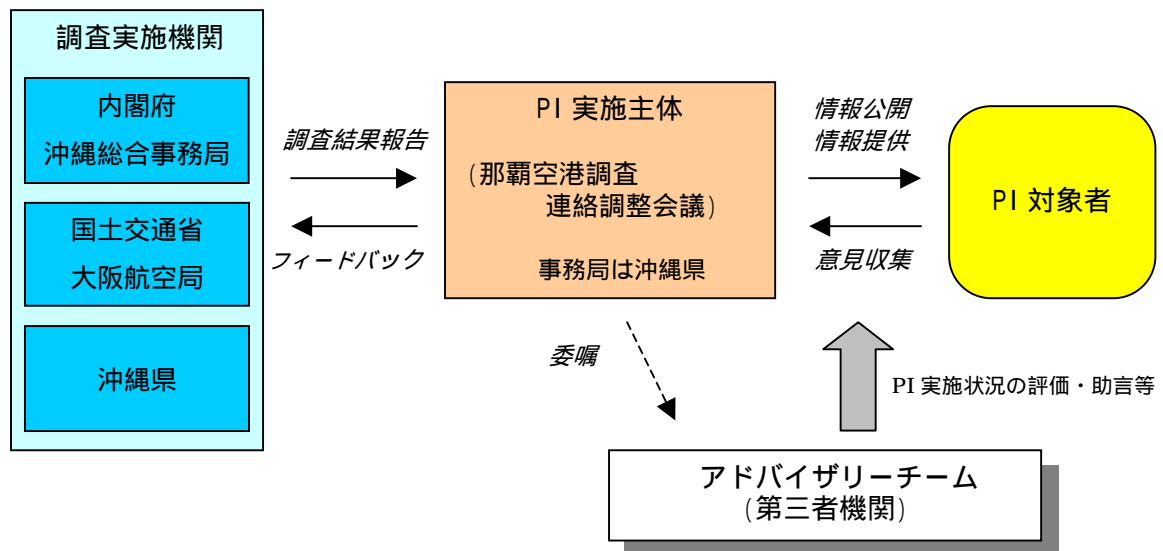 調査実施機関
内閣府
沖縄総合事務局
国土交通省
大阪航空局
沖縄県
調査結果報告
フィードバック
PI 実施主体
(那覇空港調査
連絡調整会議)
事務局は沖縄県
情報公開
情報提供
意見収集
PI 対象者
委嘱
PI 実施状況の評価・助言等
アドバイザリーチーム
(第三者機関)